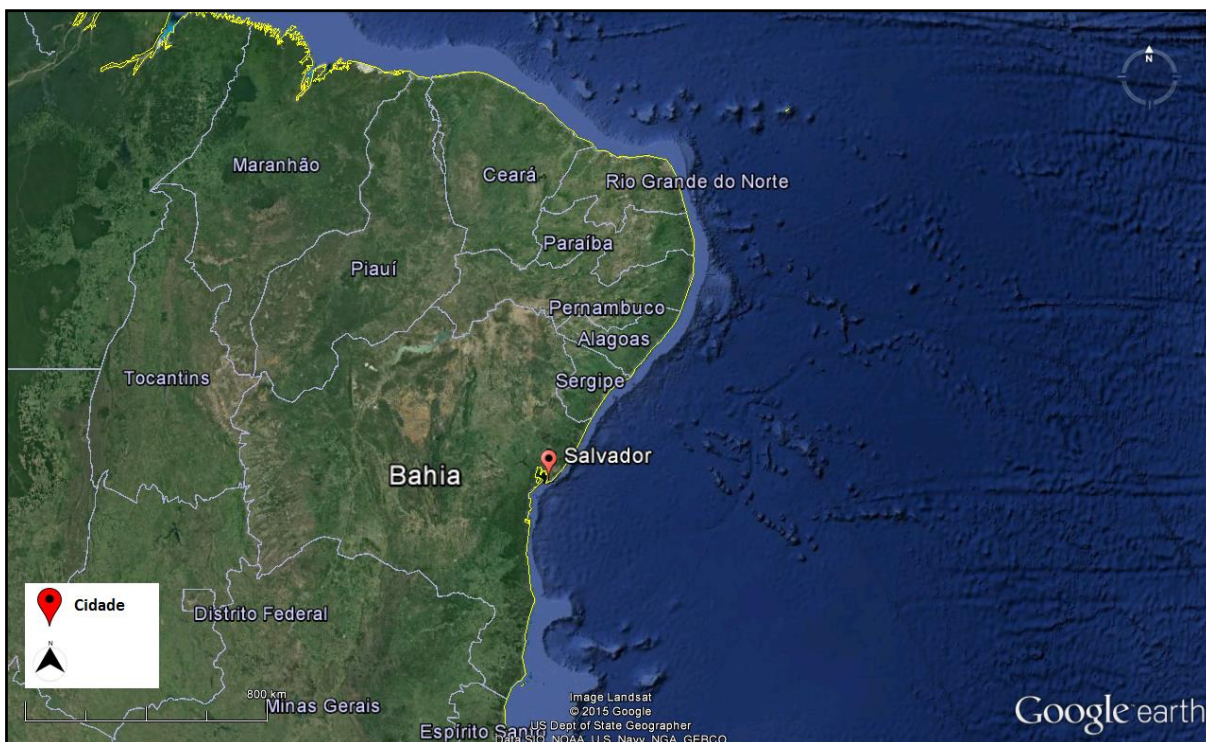 N
Maranhão
Ceará
Rio Grande do Norte
Paraíba
Piauí
Pernambuco
Alagoas
Tocantins
Sergipe
Salvador
Bahia
Cidade
Distrito Federal
N
800 km
Minas Gerais
Espírito Santo
Image Landsat
© 2015 Google
US Dept of State Geographer
Data SIO, NOAA, U.S. Navy, NGA, GEBCO
Google earth